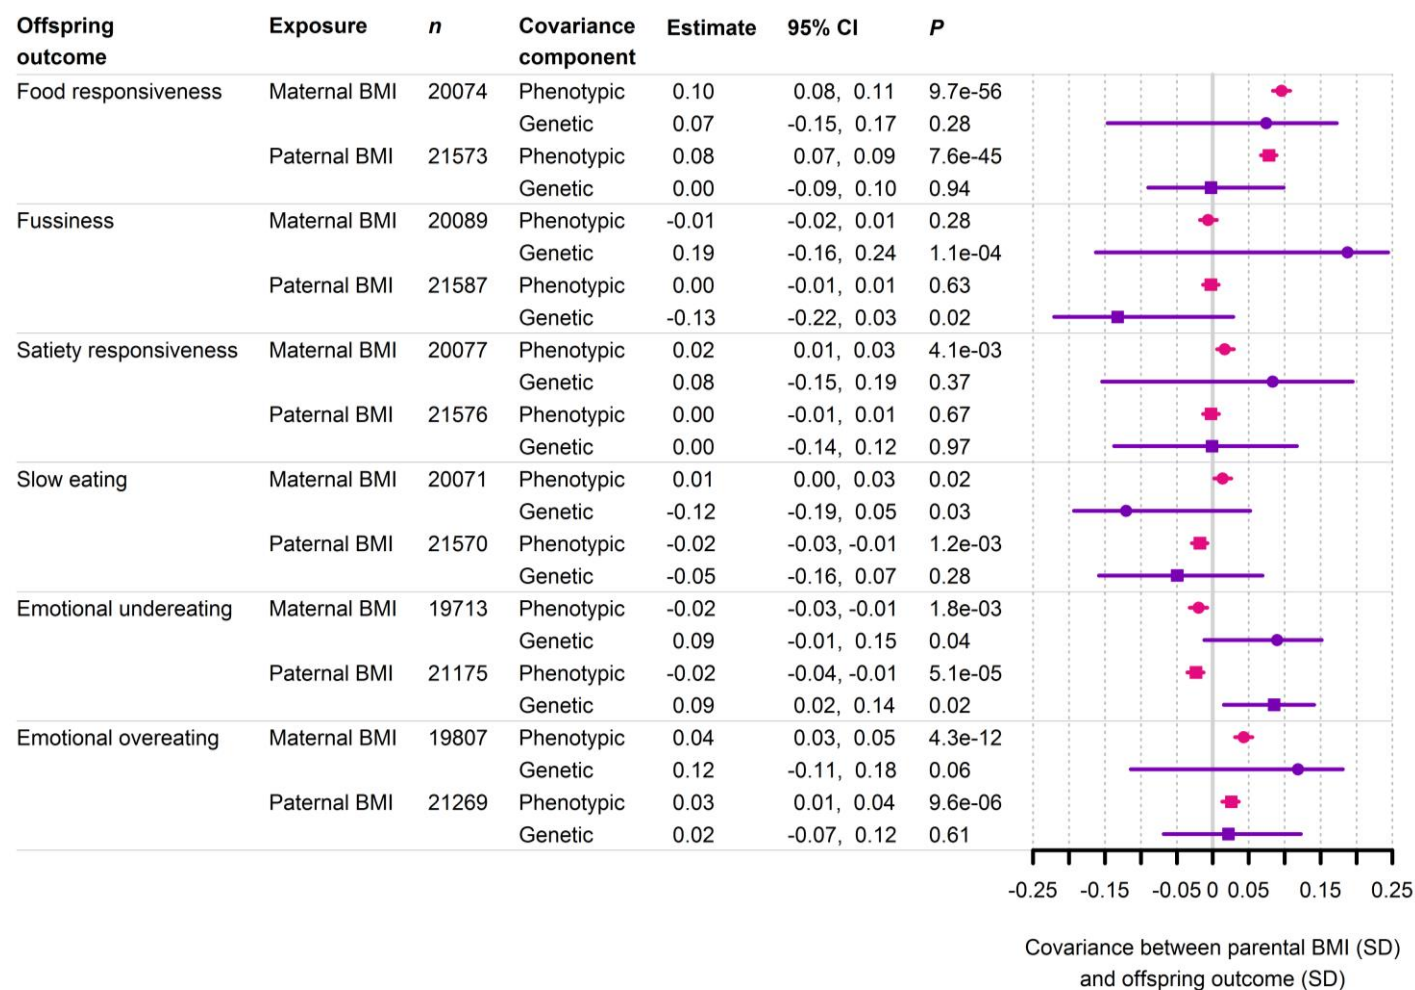 Offspring outcome Exposure n Covariance component Estimate 95% CI P
Food responsiveness Maternal BMI 20074 Phenotypic 0.10 0.08, 0.11 9.7e-56
Genetic 0.07 -0.15, 0.17 0.28
Paternal BMI 21573 Phenotypic 0.08 0.07, 0.09 7.6e-45
Genetic 0.00 -0.09, 0.10 0.94
Fussiness Maternal BMI 20089 Phenotypic -0.01 -0.02, 0.01 0.28
Genetic 0.19 -0.16, 0.24 1.1e-04
Paternal BMI 21587 Phenotypic 0.00 -0.01, 0.01 0.63
Genetic -0.13 -0.22, 0.03 0.02
Satiety responsiveness Maternal BMI 20077 Phenotypic 0.02 0.01, 0.03 4.1e-03
Genetic 0.08 -0.15, 0.19 0.37
Paternal BMI 21576 Phenotypic 0.00 -0.01, 0.01 0.67
Genetic 0.00 -0.14, 0.12 0.97
Slow eating Maternal BMI 20071 Phenotypic 0.01 0.00, 0.03 0.02
Genetic -0.12 -0.19, 0.05 0.03
Paternal BMI 21570 Phenotypic -0.02 -0.03, -0.01 1.2e-03
Genetic -0.05 -0.16, 0.07 0.28
Emotional undereating Maternal BMI 19713 Phenotypic -0.02 -0.03, -0.01 1.8e-03
Genetic 0.09 -0.01, 0.15 0.04
Paternal BMI 21175 Phenotypic -0.02 -0.04, -0.01 5.1e-05
Genetic 0.09 0.02, 0.14 0.02
Emotional overeating Maternal BMI 19807 Phenotypic 0.04 0.03, 0.05 4.3e-12
Genetic 0.12 -0.11, 0.18 0.06
Paternal BMI 21269 Phenotypic 0.03 0.01, 0.04 9.6e-06
Genetic 0.02 -0.07, 0.12 0.61
-0.25 -0.15 -0.05 0 0.05 0.15 0.25
Covariance between parental BMI (SD)
and offspring outcome (SD)